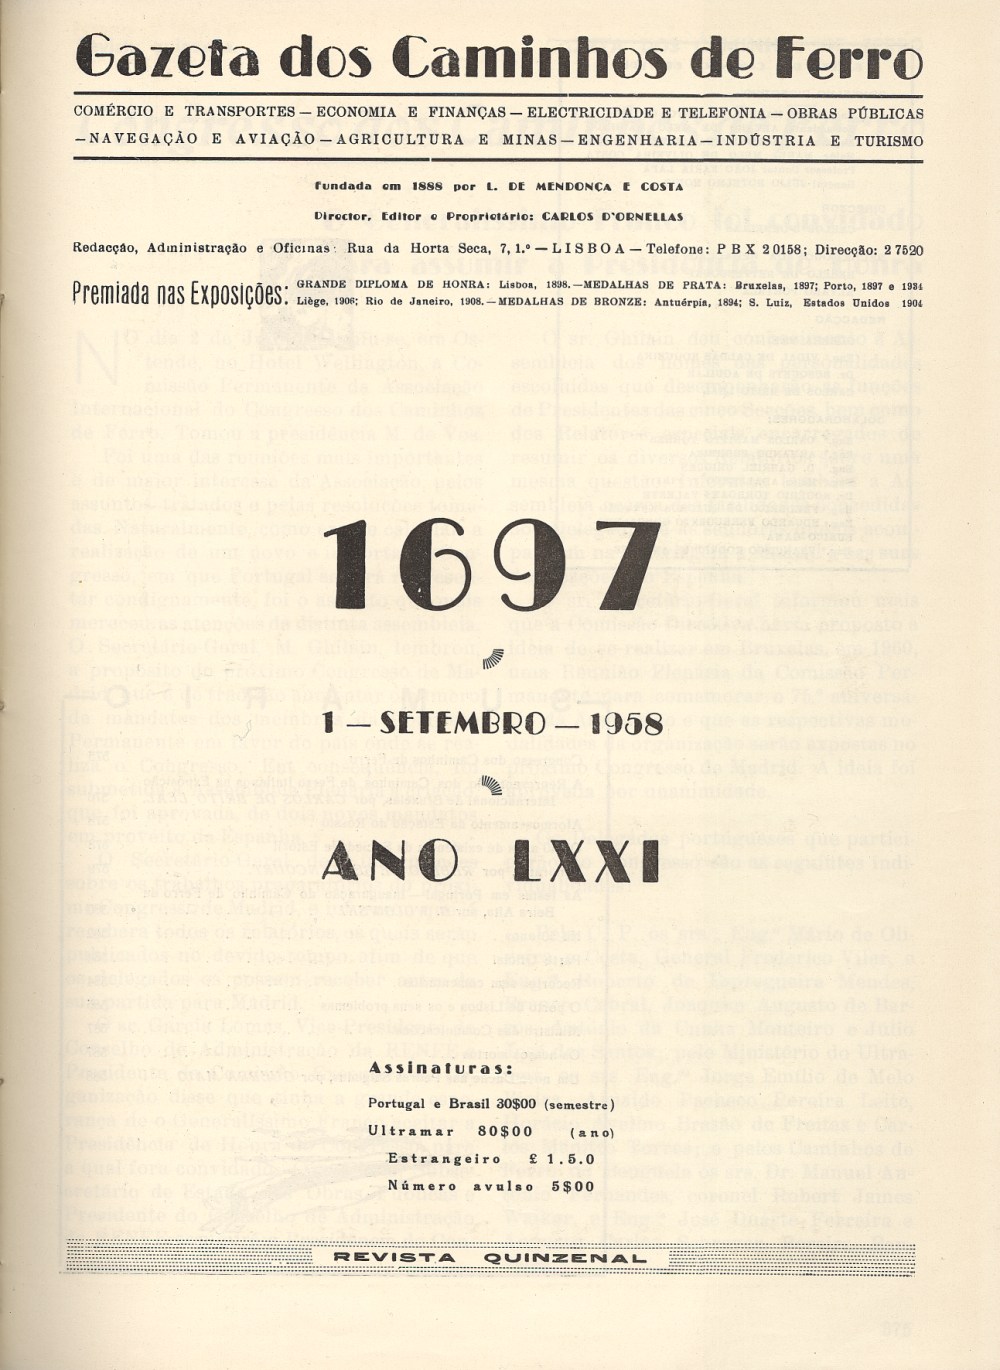 Gazeta dos Caminhos de Ferro
COMÉRCIO E TRANSPORTES — ECONOMIA E FINANÇAS — ELECTRICIDADE E TELEFONIA — OBRAS PÚBLICAS
— NAVEGAÇÃO E AVIAÇÃO — AGRICULTURA E MINAS — ENGENHARIA — INDÚSTRIA E TURISMO
Fundada em 1888 por L. DE MENDONÇA E COSTA
Director, Editor e Proprietário: CARLOS D'ORNELLAS
Redacção, Administração e Oficinas: Rua da Horta Seca, 7, 1.º — LISBOA — Telefone: PBX 20158; Direcção: 27520
Premiada nas Exposições: GRANDE DIPLOMA DE HONRA: Lisboa, 1898. — MEDALHAS DE PRATA: Bruxelas, 1897; Porto, 1897 e 1934
Liège, 1906; Rio de Janeiro, 1908. — MEDALHAS DE BRONZE: Antuérpia, 1894; S. Luiz, Estados Unidos 1904
1697
1 — SETEMBRO — 1958
ANO LXXI
Assinaturas:
Portugal e Brasil 30$00 (semestre)
Ultramar 80$00 (ano)
Estrangeiro £ 1.5.0
Número avulso 5$00
REVISTA QUINZENAL